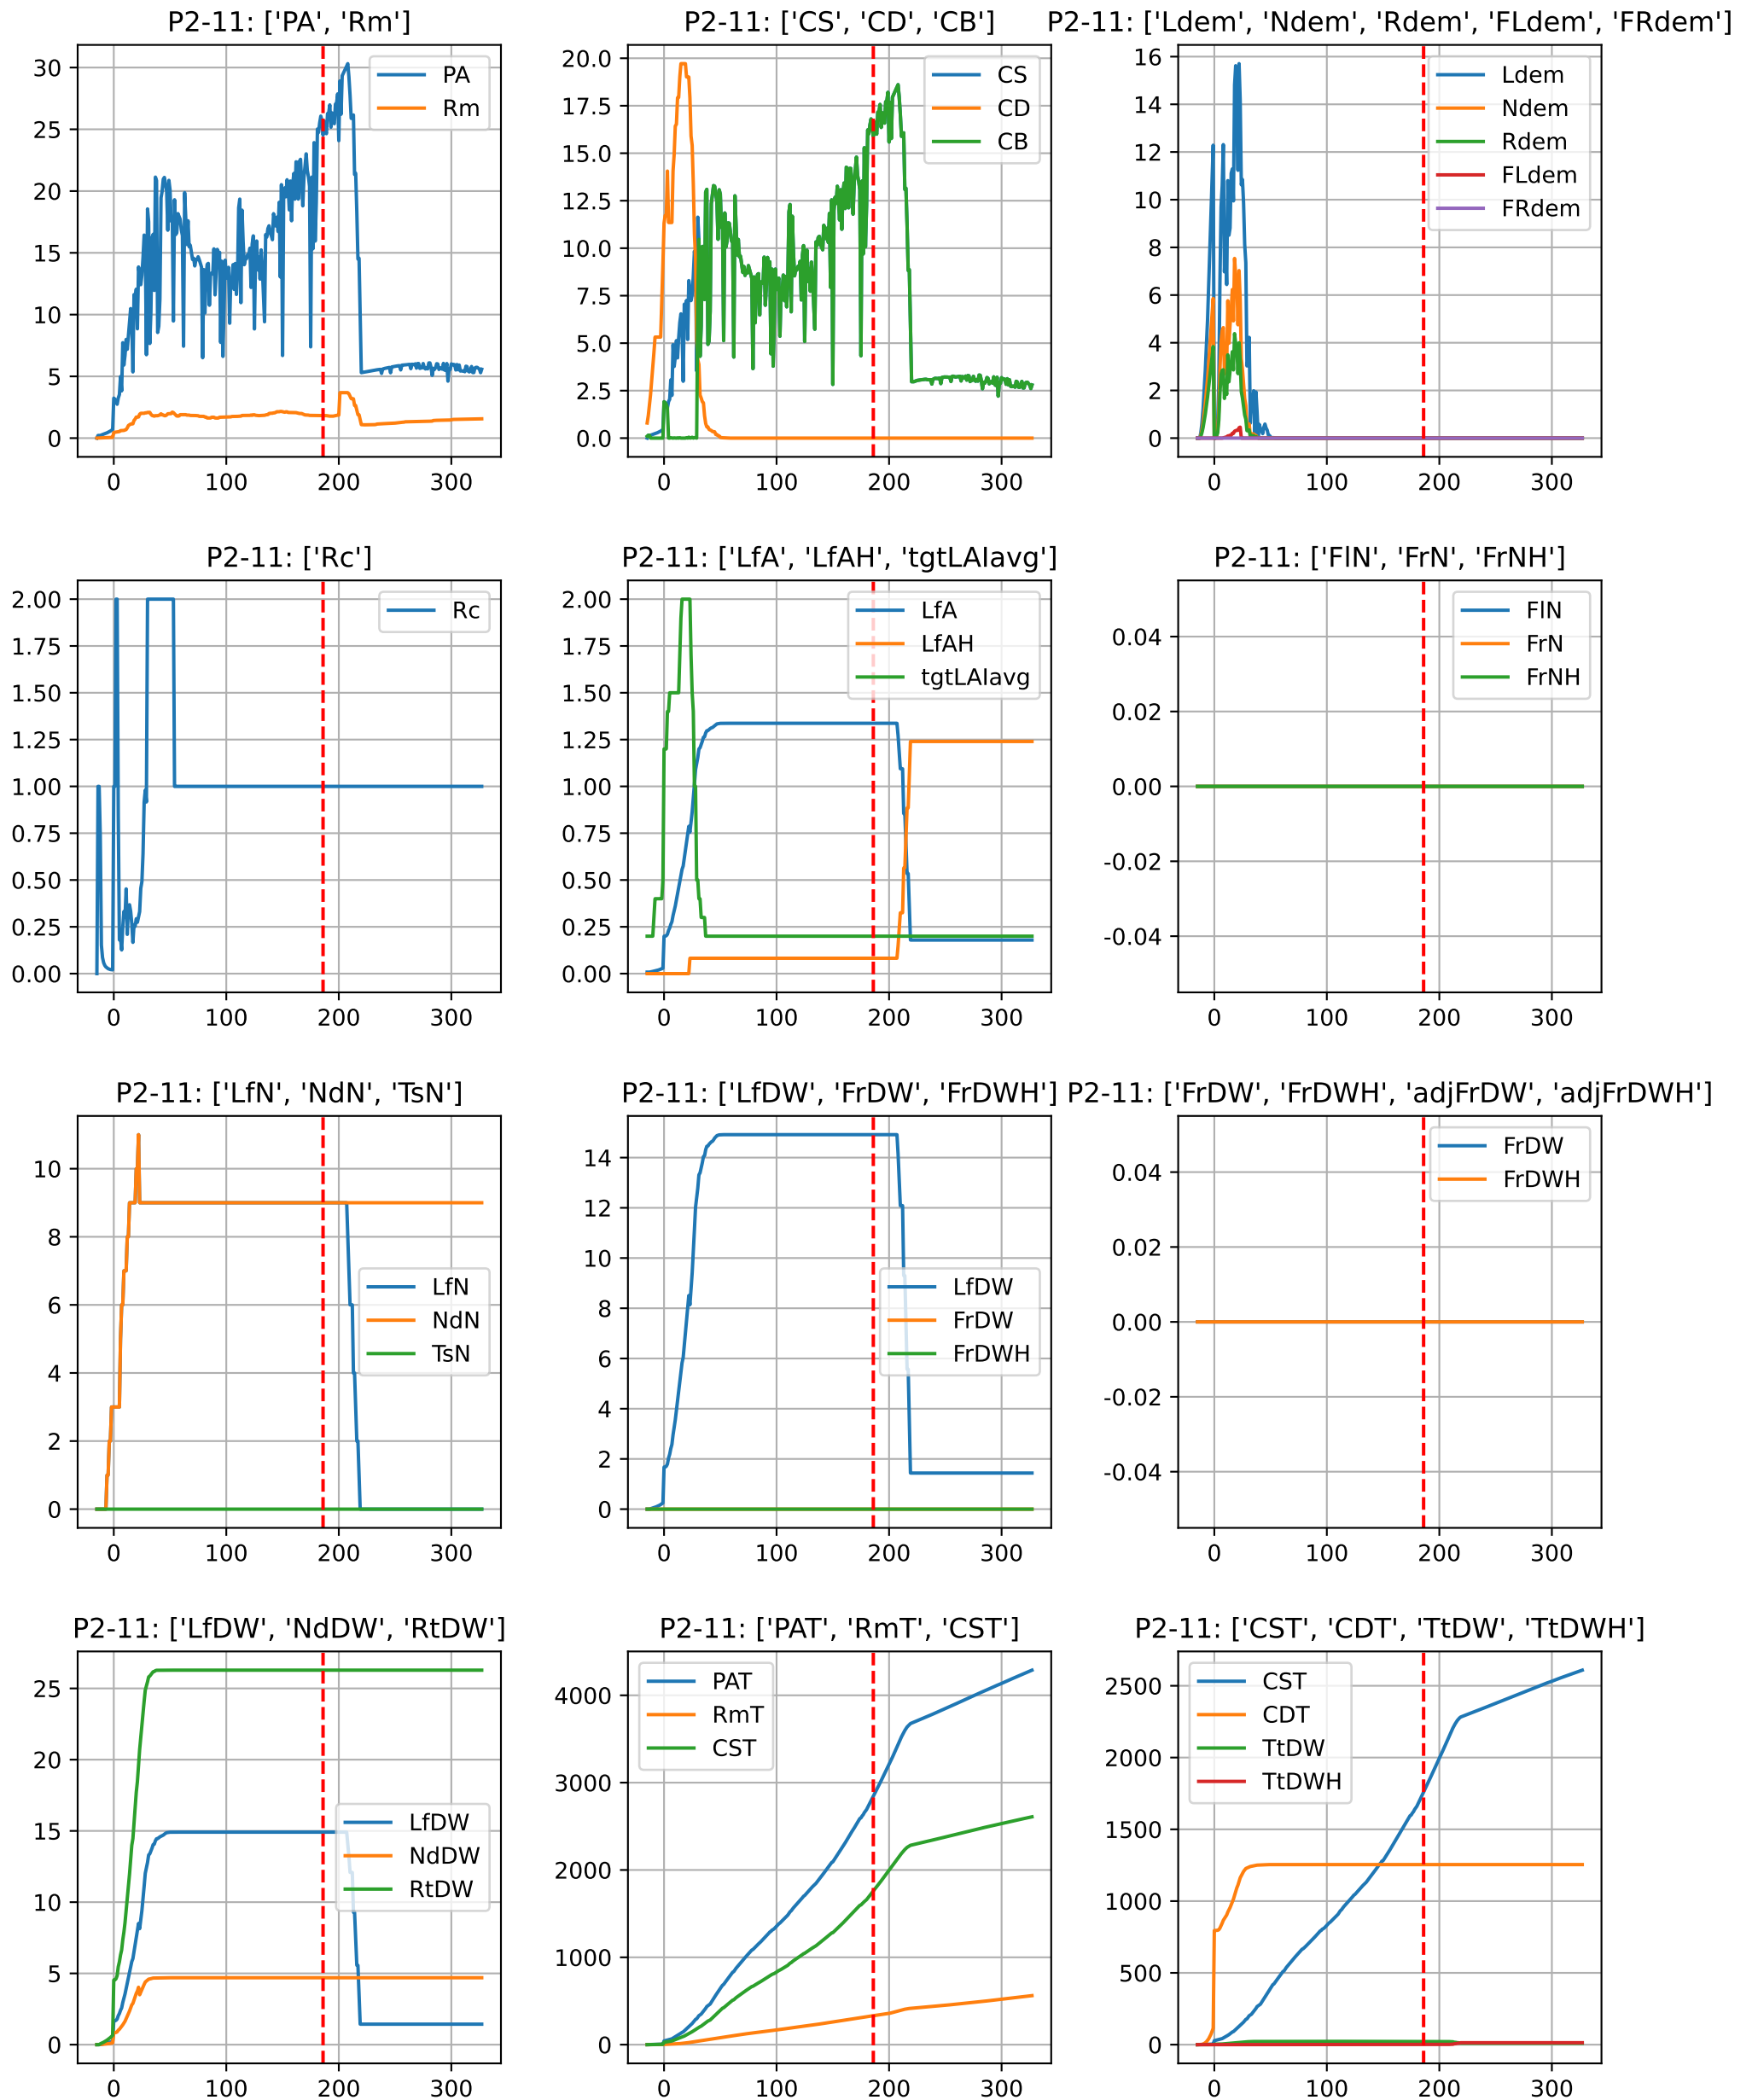 P2-11: ['PA', 'Rm']
30
25
20
15
10
5
0
0 100 200 300
PA
Rm
P2-11: ['CS', 'CD', 'CB']
20.0
17.5
15.0
12.5
10.0
7.5
5.0
2.5
0.0
0 100 200 300
CS
CD
CB
P2-11: ['Ldem', 'Ndem', 'Rdem', 'FLdem', 'FRdem']
16
14
12
10
8
6
4
2
0
0 100 200 300
Ldem
Ndem
Rdem
FLdem
FRdem
P2-11: ['Rc']
2.00
1.75
1.50
1.25
1.00
0.75
0.50
0.25
0.00
0 100 200 300
Rc
P2-11: ['LfA', 'LfAH', 'tgtLAIavg']
2.00
1.75
1.50
1.25
1.00
0.75
0.50
0.25
0.00
0 100 200 300
LfA
LfAH
tgtLAIavg
P2-11: ['FlN', 'FrN', 'FrNH']
0.04
0.02
0.00
-0.02
-0.04
0 100 200 300
FlN
FrN
FrNH
P2-11: ['LfN', 'NdN', 'TsN']
10
8
6
4
2
0
0 100 200 300
LfN
NdN
TsN
P2-11: ['LfDW', 'FrDW', 'FrDWH']
14
12
10
8
6
4
2
0
0 100 200 300
LfDW
FrDW
FrDWH
P2-11: ['FrDW', 'FrDWH', 'adjFrDW', 'adjFrDWH']
0.04
0.02
0.00
-0.02
-0.04
0 100 200 300
FrDW
FrDWH
P2-11: ['LfDW', 'NdDW', 'RtDW']
25
20
15
10
5
0
0 100 200 300
LfDW
NdDW
RtDW
P2-11: ['PAT', 'RmT', 'CST']
4000
3000
2000
1000
0
0 100 200 300
PAT
RmT
CST
P2-11: ['CST', 'CDT', 'TtDW', 'TtDWH']
2500
2000
1500
1000
500
0
0 100 200 300
CST
CDT
TtDW
TtDWH